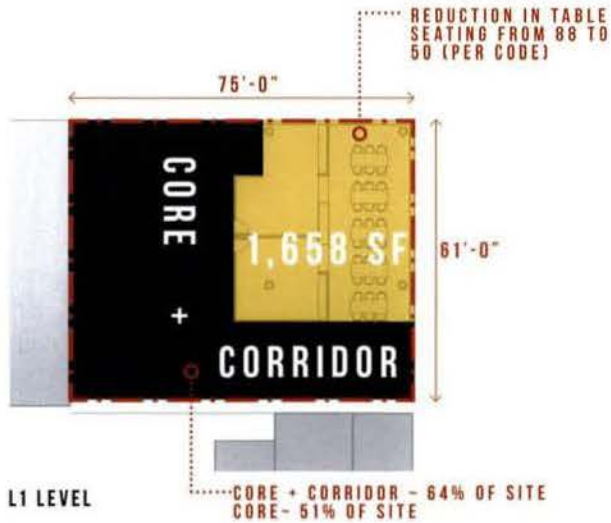 REDUCTION IN TABLE
SEATING FROM 88 TO
50 (PER CODE)
75'-0"
CORE
1,658 SF
61'-0"
+
CORRIDOR
L1 LEVEL
CORE + CORRIDOR ~ 64% OF SITE
CORE~ 51% OF SITE